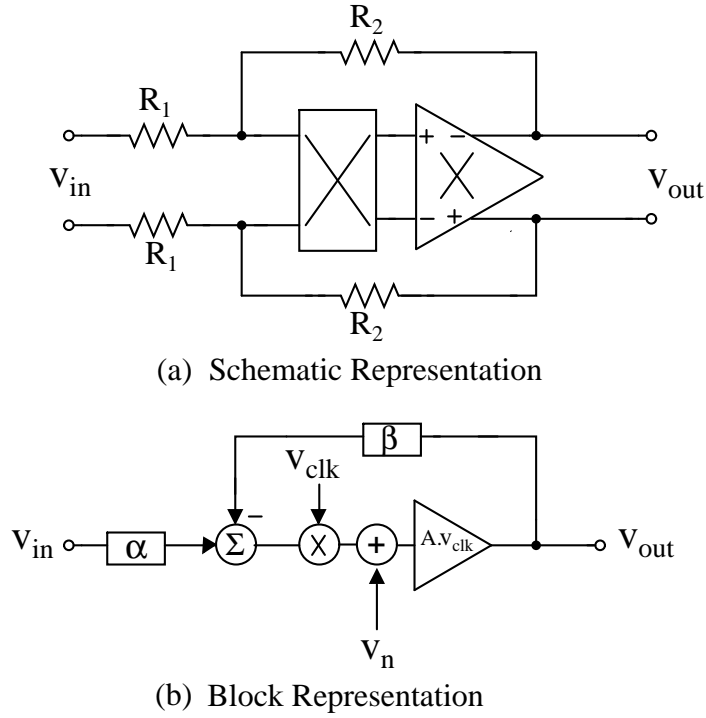 R2
R1
+ −
vin
vout
− +
R1
R2
(a) Schematic Representation
β
vclk
−
vin
α
Σ
X
+
A.vclk
vout
vn
(b) Block Representation